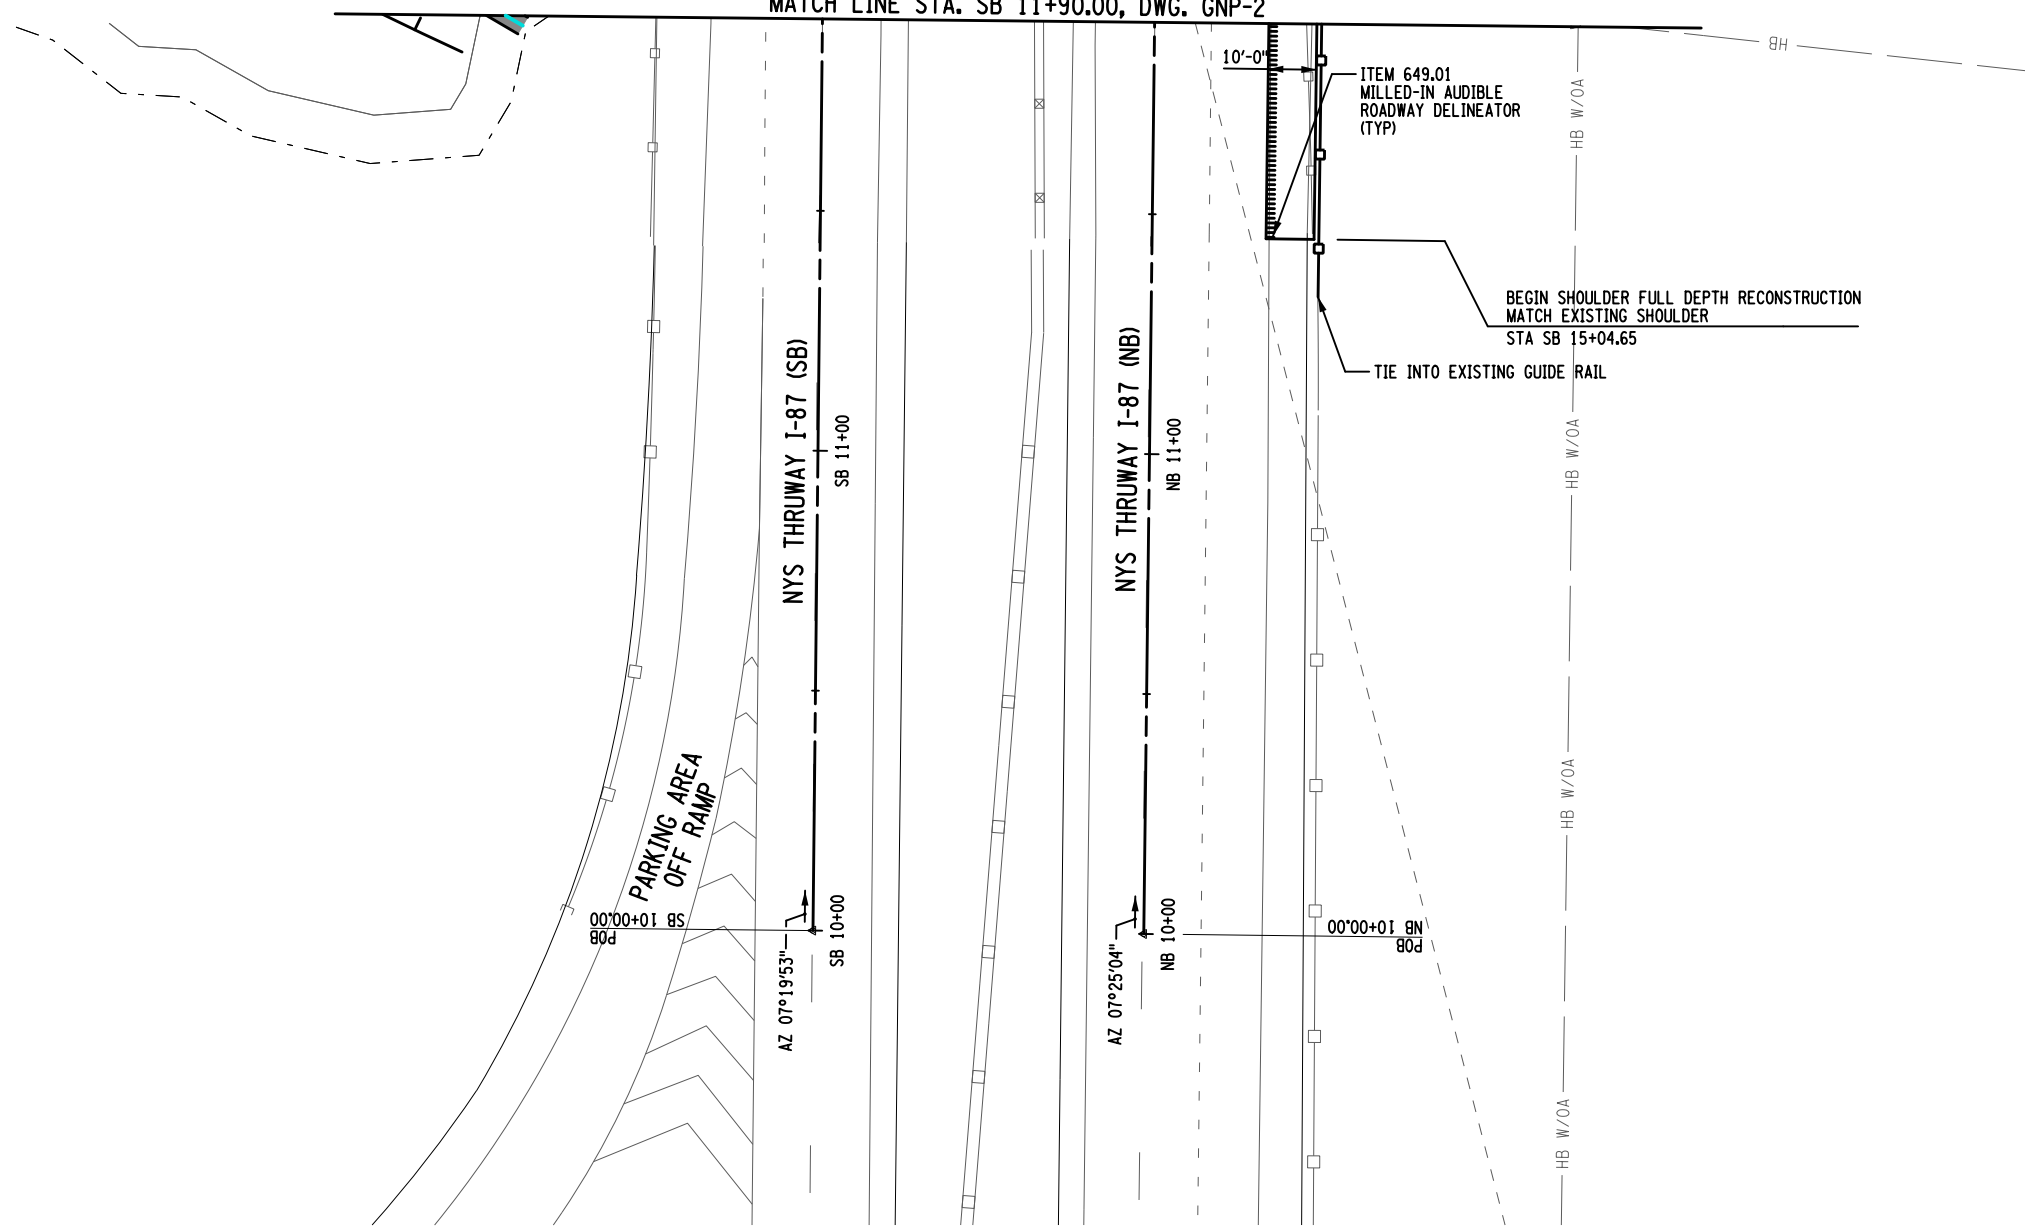 MATCH LINE STA. SB 11+90.00, DWG. GNP-2
HB
10'-0"
ITEM 649.01
MILLED-IN AUDIBLE
ROADWAY DELINEATOR
(TYP)
HB W/OA
BEGIN SHOULDER FULL DEPTH RECONSTRUCTION
MATCH EXISTING SHOULDER
STA SB 15+04.65
TIE INTO EXISTING GUIDE RAIL
NYS THRUWAY I-87 (SB)
SB 11+00
NYS THRUWAY I-87 (NB)
NB 11+00
HB W/OA
PARKING AREA
OFF RAMP
HB W/OA
SB 10+00.00
POB
AZ 07°19'53"
SB 10+00
AZ 07°25'04"
NB 10+00
NB 10+00.00
POB
HB W/OA